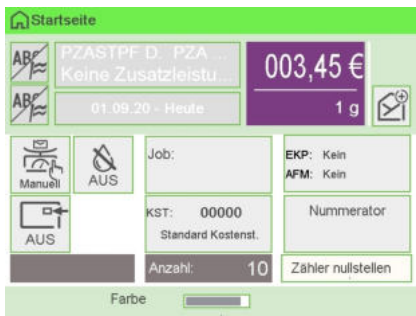 Startseite
PZASTPF D. PZA ...
Keine Zusatzleistu...
003,45 €
01.09.20 - Heute
1 g
Manuell
AUS
Job:
EKP: Kein
AFM: Kein
AUS
KST: 00000
Standard Kostenst.
Nummerator
Anzahl: 10
Zähler nullstellen
Farbe